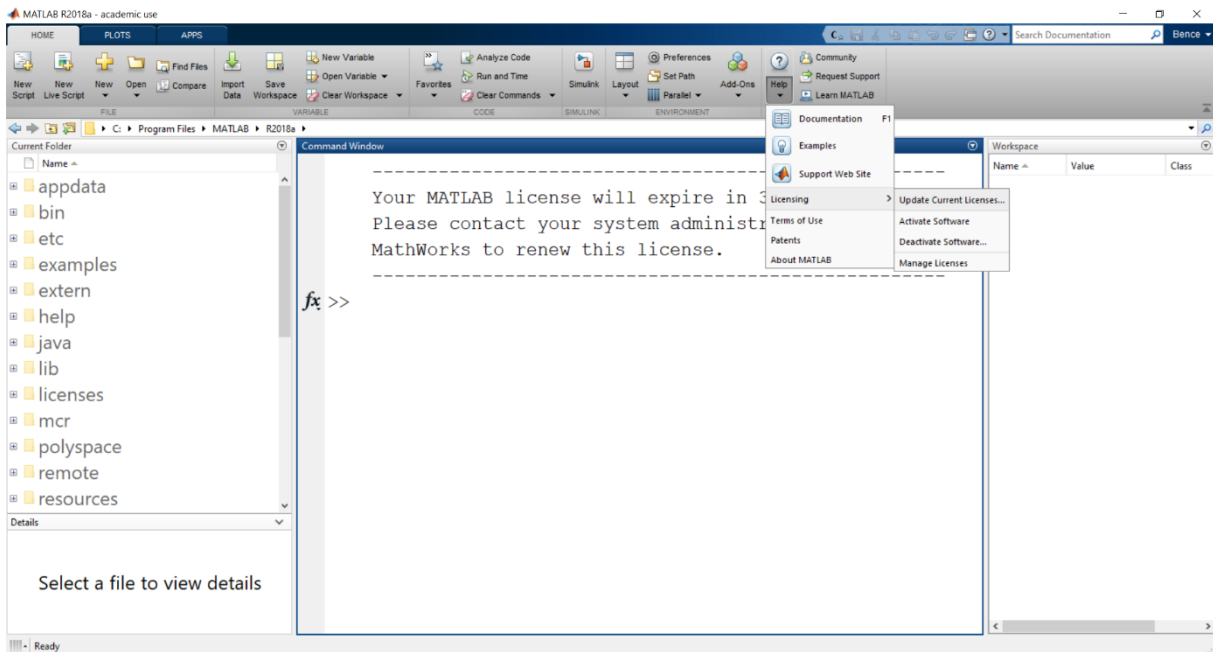 MATLAB R2018a - academic use
HOME PLOTS APPS
Search Documentation Bence
New Script
New Live Script
New
Open
Find Files
Compare
Import Data
Save Workspace
New Variable
Open Variable
Clear Workspace
Favorites
Analyze Code
Run and Time
Clear Commands
Simulink
Layout
Preferences
Set Path
Parallel
Add-Ons
Help
Community
Request Support
Learn MATLAB
FILE VARIABLE CODE SIMULINK ENVIRONMENT
C: Program Files MATLAB R2018a
Current Folder
Name
appdata
bin
etc
examples
extern
help
java
lib
licenses
mcr
polyspace
remote
resources
Details
Select a file to view details
Command Window
Your MATLAB license will expire in 3
Please contact your system administr
MathWorks to renew this license.
fx >>
Documentation F1
Examples
Support Web Site
Licensing
Terms of Use
Patents
About MATLAB
Update Current Licenses...
Activate Software
Deactivate Software...
Manage Licenses
Workspace
Name Value Class
Ready